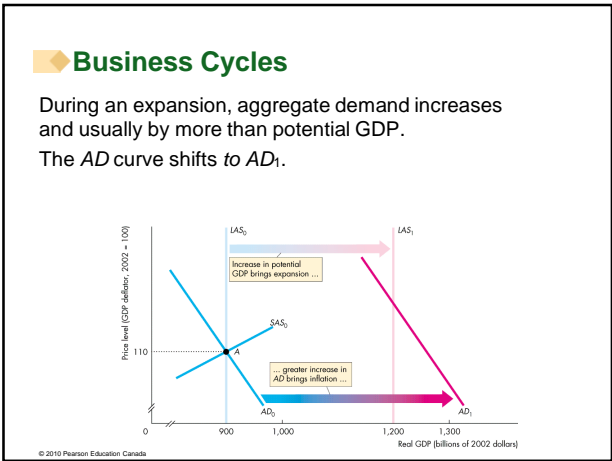 Business Cycles
During an expansion, aggregate demand increases
and usually by more than potential GDP.
The AD curve shifts to AD₁.
Price level (GDP deflator, 2002 = 100)
LAS₀
LAS₁
Increase in potential
GDP brings expansion ...
SAS₀
110
A
... greater increase in
AD brings inflation ...
AD₀
AD₁
0
900
1,000
1,200
1,300
Real GDP (billions of 2002 dollars)
© 2010 Pearson Education Canada